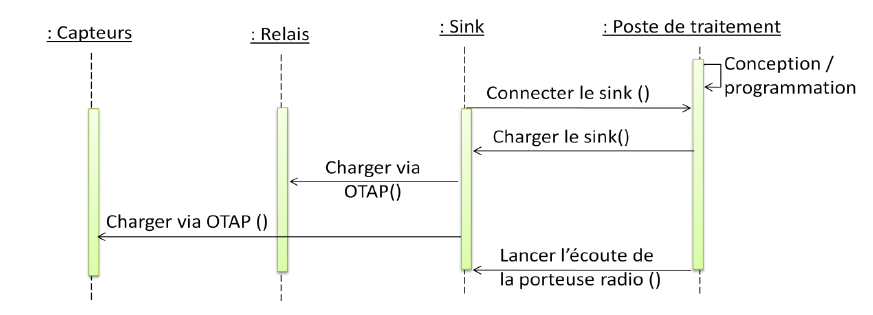 : Capteurs
: Relais
: Sink
: Poste de traitement
Conception /
programmation
Connecter le sink ()
Charger le sink()
Charger via
OTAP()
Charger via OTAP ()
Lancer l'écoute de
la porteuse radio ()